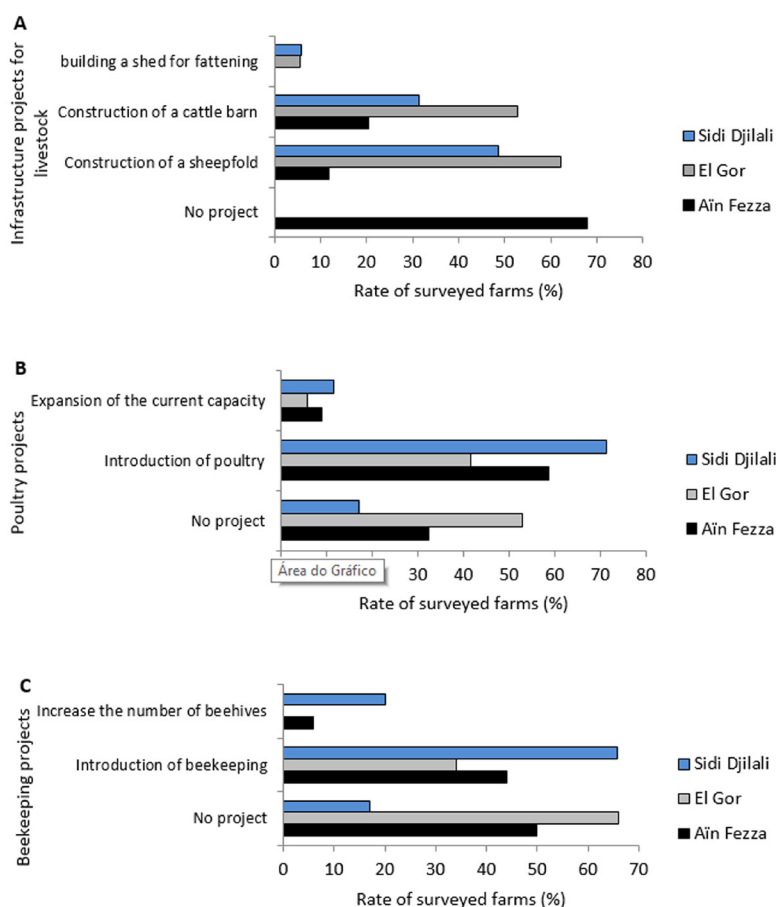 A
Infrastructure projects for
livestock
building a shed for fattening
Construction of a cattle barn
Construction of a sheepfold
No project
0 10 20 30 40 50 60 70 80
Rate of surveyed farms (%)
Sidi Djilali
El Gor
Aïn Fezza
B
Poultry projects
Expansion of the current capacity
Introduction of poultry
No project
Área do Gráfico
30 40 50 60 70 80
Rate of surveyed farms (%)
Sidi Djilali
El Gor
Aïn Fezza
C
Beekeeping projects
Increase the number of beehives
Introduction of beekeeping
No project
0 10 20 30 40 50 60 70
Rate of surveyed farms (%)
Sidi Djilali
El Gor
Aïn Fezza